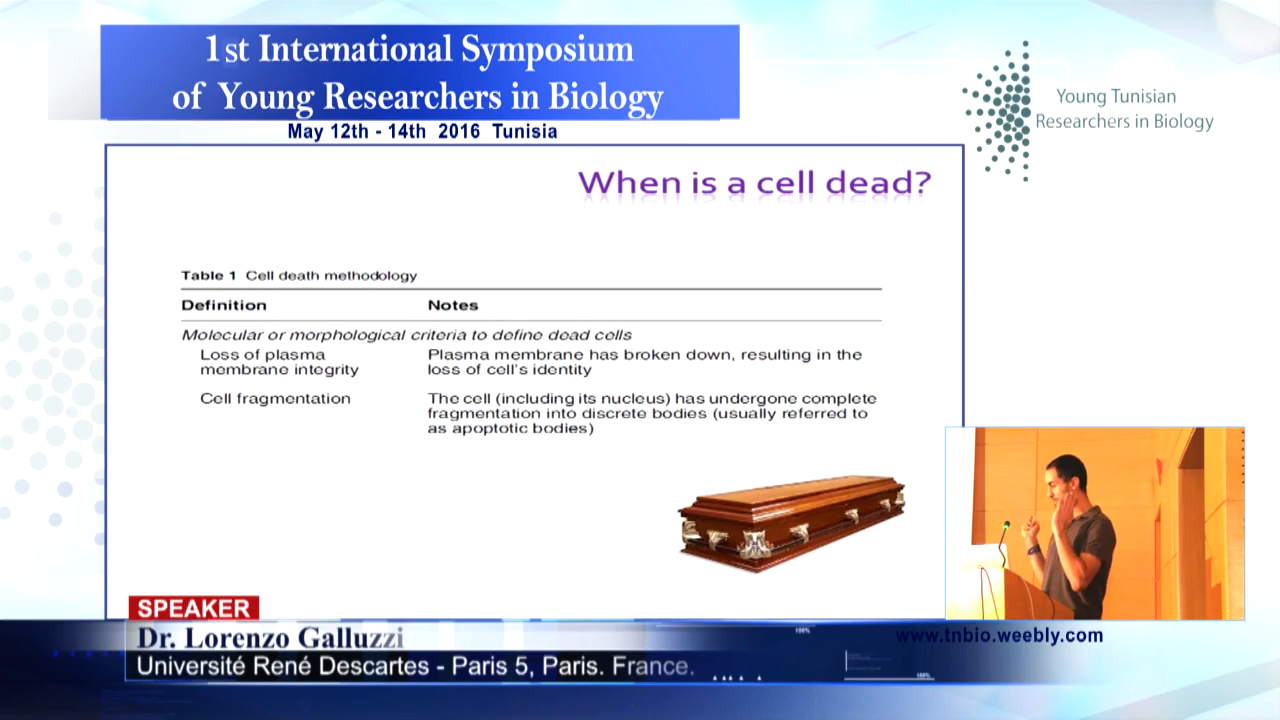 1st International Symposium
of Young Researchers in Biology
May 12th - 14th 2016 Tunisia
Young Tunisian
Researchers in Biology
When is a cell dead?
Table 1 Cell death methodology
Definition Notes
Molecular or morphological criteria to define dead cells
Loss of plasma Plasma membrane has broken down, resulting in the
membrane integrity loss of cell's identity
Cell fragmentation The cell (including its nucleus) has undergone complete
fragmentation into discrete bodies (usually referred to
as apoptotic bodies)
SPEAKER
Dr. Lorenzo Galluzzi
Université René Descartes - Paris 5, Paris. France.
www.tnbio.weebly.com
100%
100%